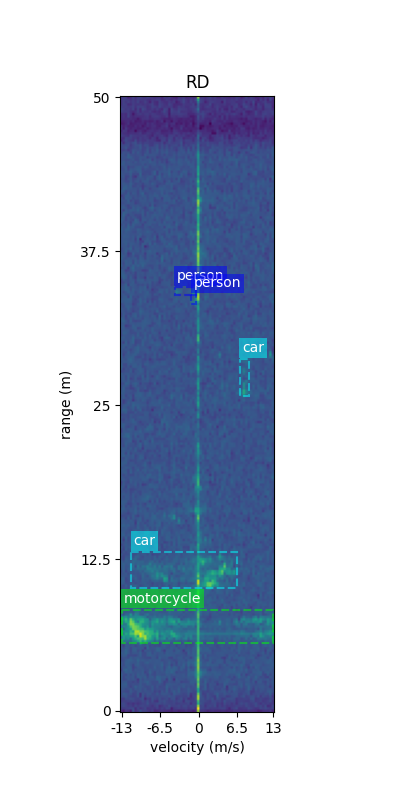 RD
50
person
person
37.5
car
range (m)
25
car
12.5
motorcycle
0
-13 -6.5 0 6.5 13
velocity (m/s)